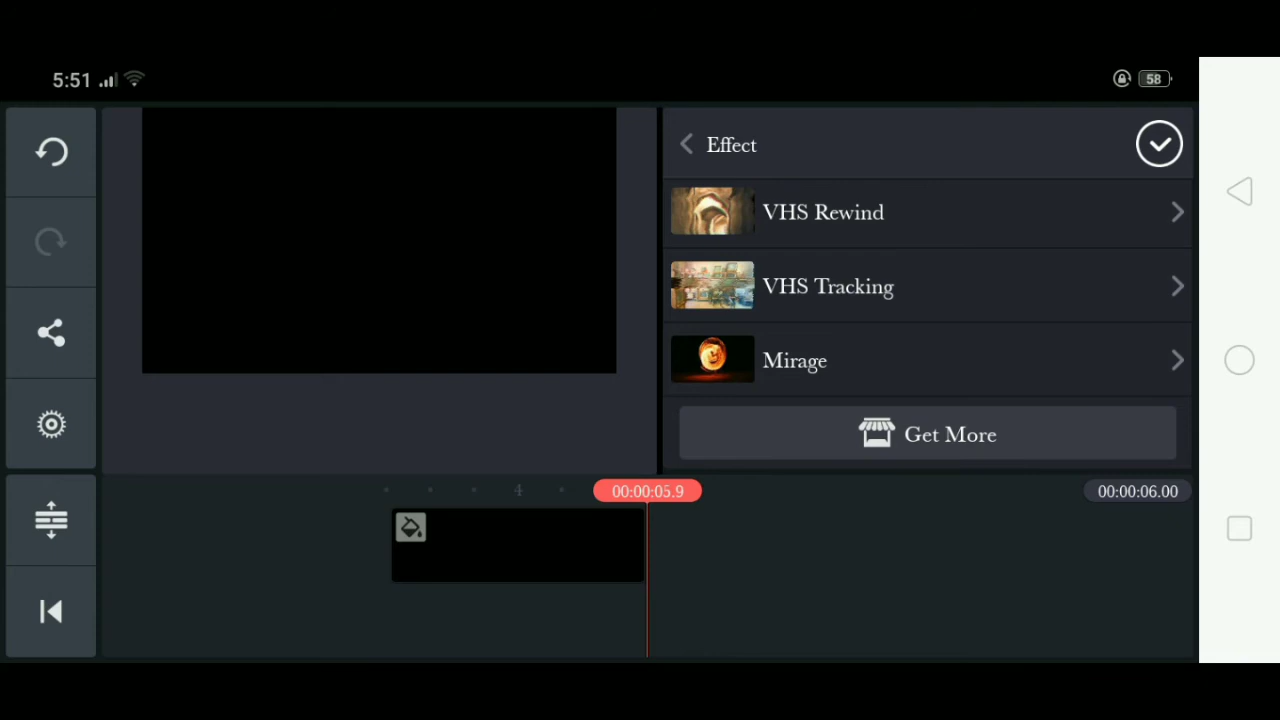 5:51
58
Effect
VHS Rewind
VHS Tracking
Mirage
Get More
4
00:00:05.9
00:00:06.00